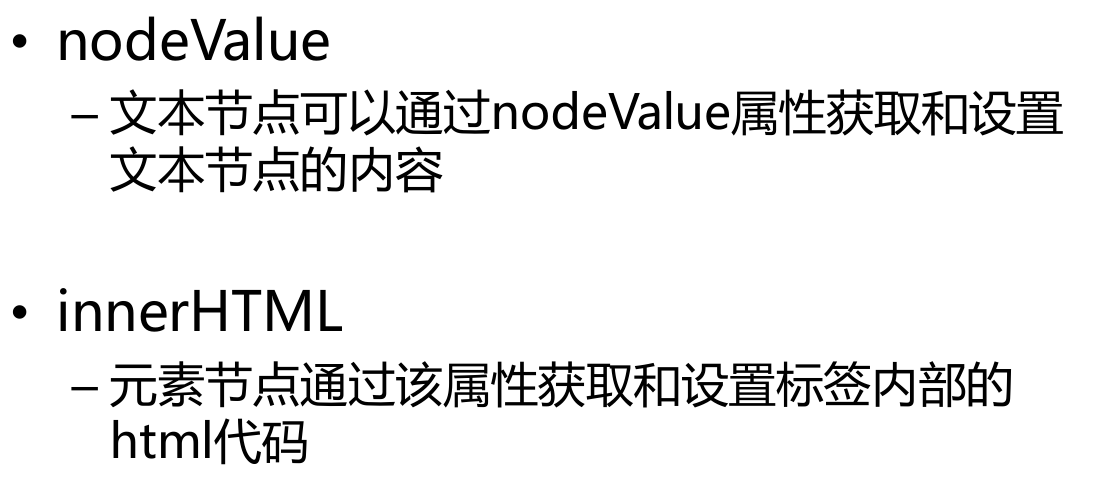 • nodeValue
– 文本节点可以通过nodeValue属性获取和设置
文本节点的内容
• innerHTML
– 元素节点通过该属性获取和设置标签内部的
html代码